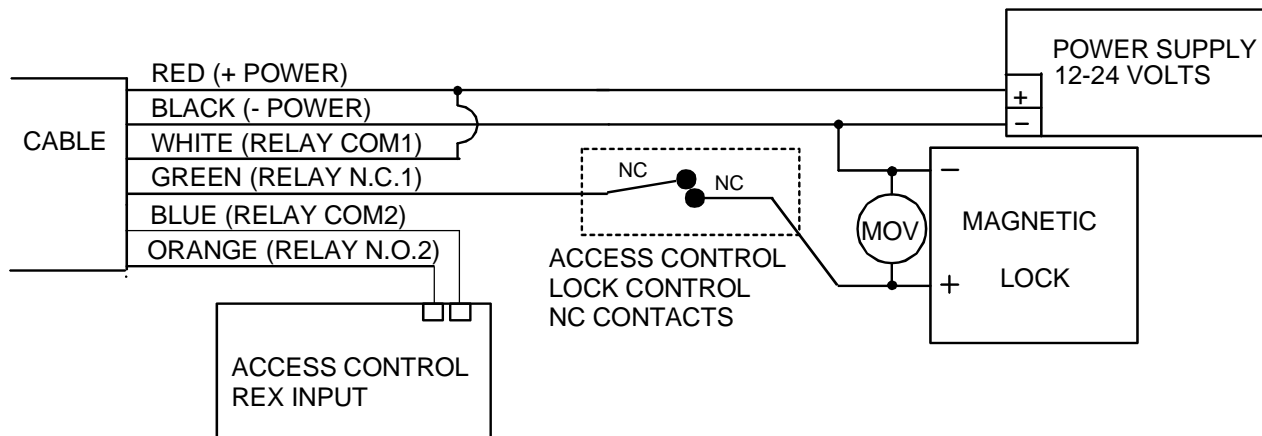 POWER SUPPLY
12-24 VOLTS
+
−
CABLE
RED (+ POWER)
BLACK (- POWER)
WHITE (RELAY COM1)
GREEN (RELAY N.C.1)
BLUE (RELAY COM2)
ORANGE (RELAY N.O.2)
NC
NC
ACCESS CONTROL
LOCK CONTROL
NC CONTACTS
MOV
−
MAGNETIC
LOCK
+
ACCESS CONTROL
REX INPUT